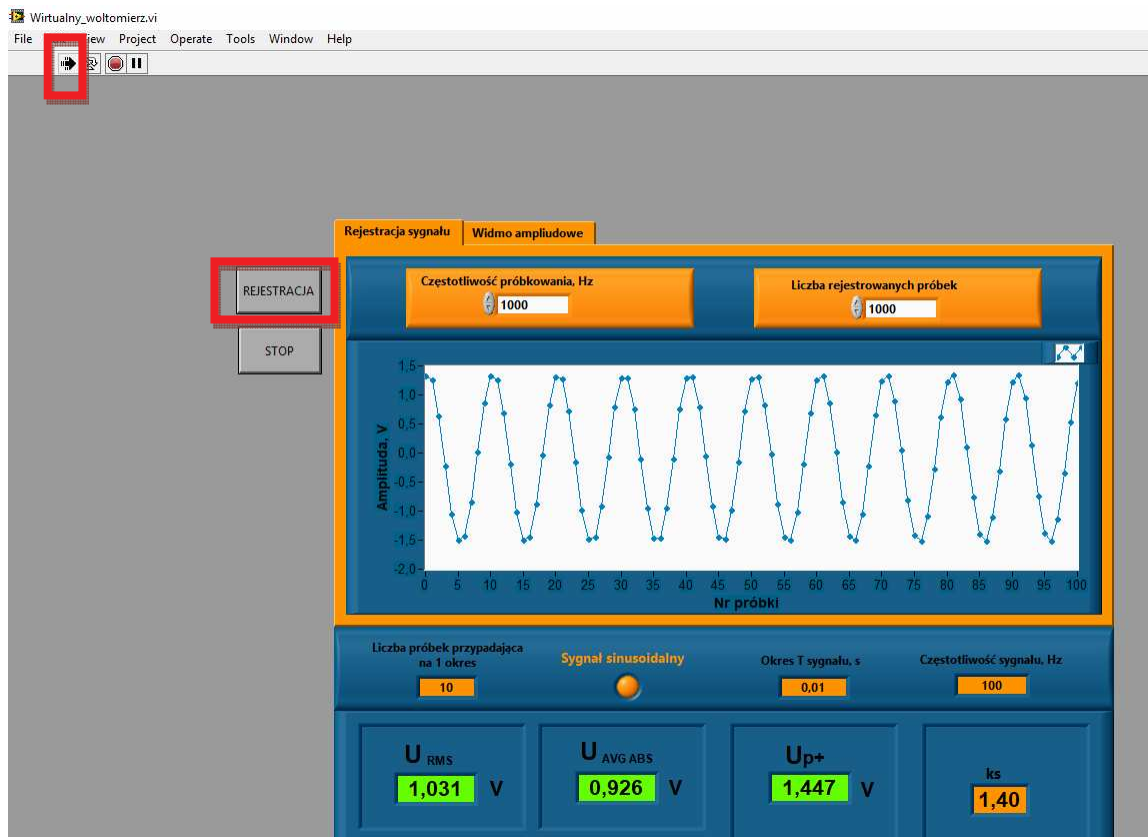 Wirtualny_woltomierz.vi
File View Project Operate Tools Window Help
Rejestracja sygnału Widmo ampliudowe
REJESTRACJA
STOP
Częstotliwość próbkowania, Hz
1000
Liczba rejestrowanych próbek
1000
Amplituda, V
1,5
1,0
0,5
0,0
-0,5
-1,0
-1,5
-2,0
0 5 10 15 20 25 30 35 40 45 50 55 60 65 70 75 80 85 90 95 100
Nr próbki
Liczba próbek przypadająca
na 1 okres
10
Sygnał sinusoidalny
Okres T sygnału, s
0,01
Częstotliwość sygnału, Hz
100
U RMS
1,031 V
U AVG ABS
0,926 V
Up+
1,447 V
ks
1,40